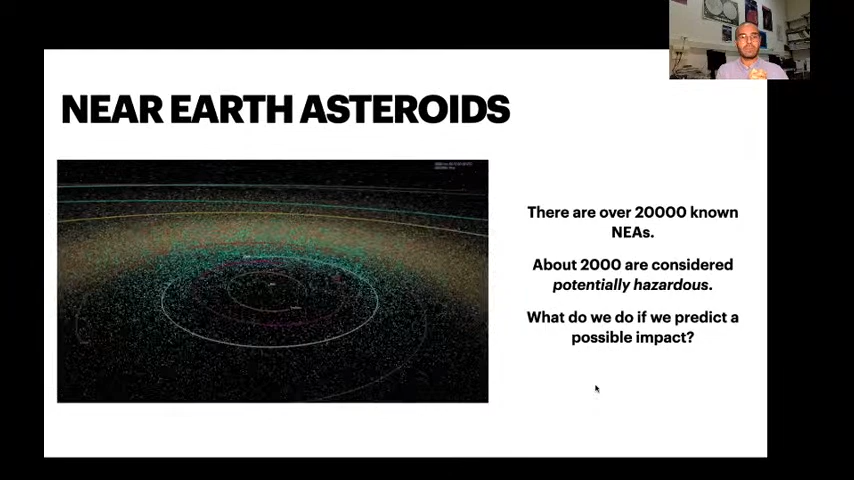 NEAR EARTH ASTEROIDS
There are over 20000 known
NEAs.
About 2000 are considered
potentially hazardous.
What do we do if we predict a
possible impact?